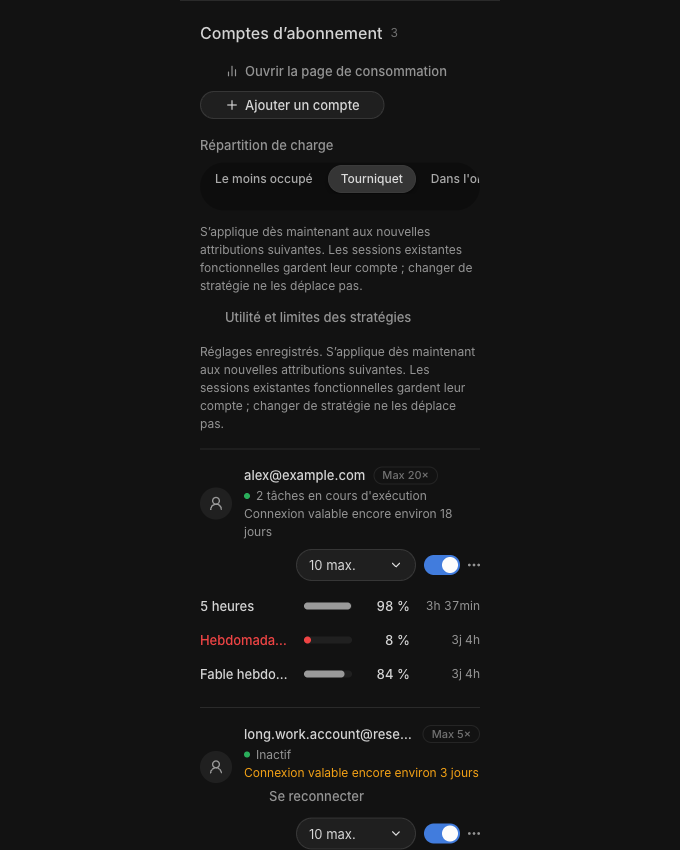 Comptes d’abonnement 3
Ouvrir la page de consommation
Ajouter un compte
Répartition de charge
Le moins occupé Tourniquet Dans l'or
S’applique dès maintenant aux nouvelles
attributions suivantes. Les sessions existantes
fonctionnelles gardent leur compte ; changer de
stratégie ne les déplace pas.
Utilité et limites des stratégies
Réglages enregistrés. S’applique dès maintenant
aux nouvelles attributions suivantes. Les
sessions existantes fonctionnelles gardent leur
compte ; changer de stratégie ne les déplace
pas.
alex@example.com Max 20×
2 tâches en cours d'exécution
Connexion valable encore environ 18
jours
10 max.
5 heures 98 % 3h 37min
Hebdomada... 8 % 3j 4h
Fable hebdo... 84 % 3j 4h
long.work.account@rese... Max 5×
Inactif
Connexion valable encore environ 3 jours
Se reconnecter
10 max.